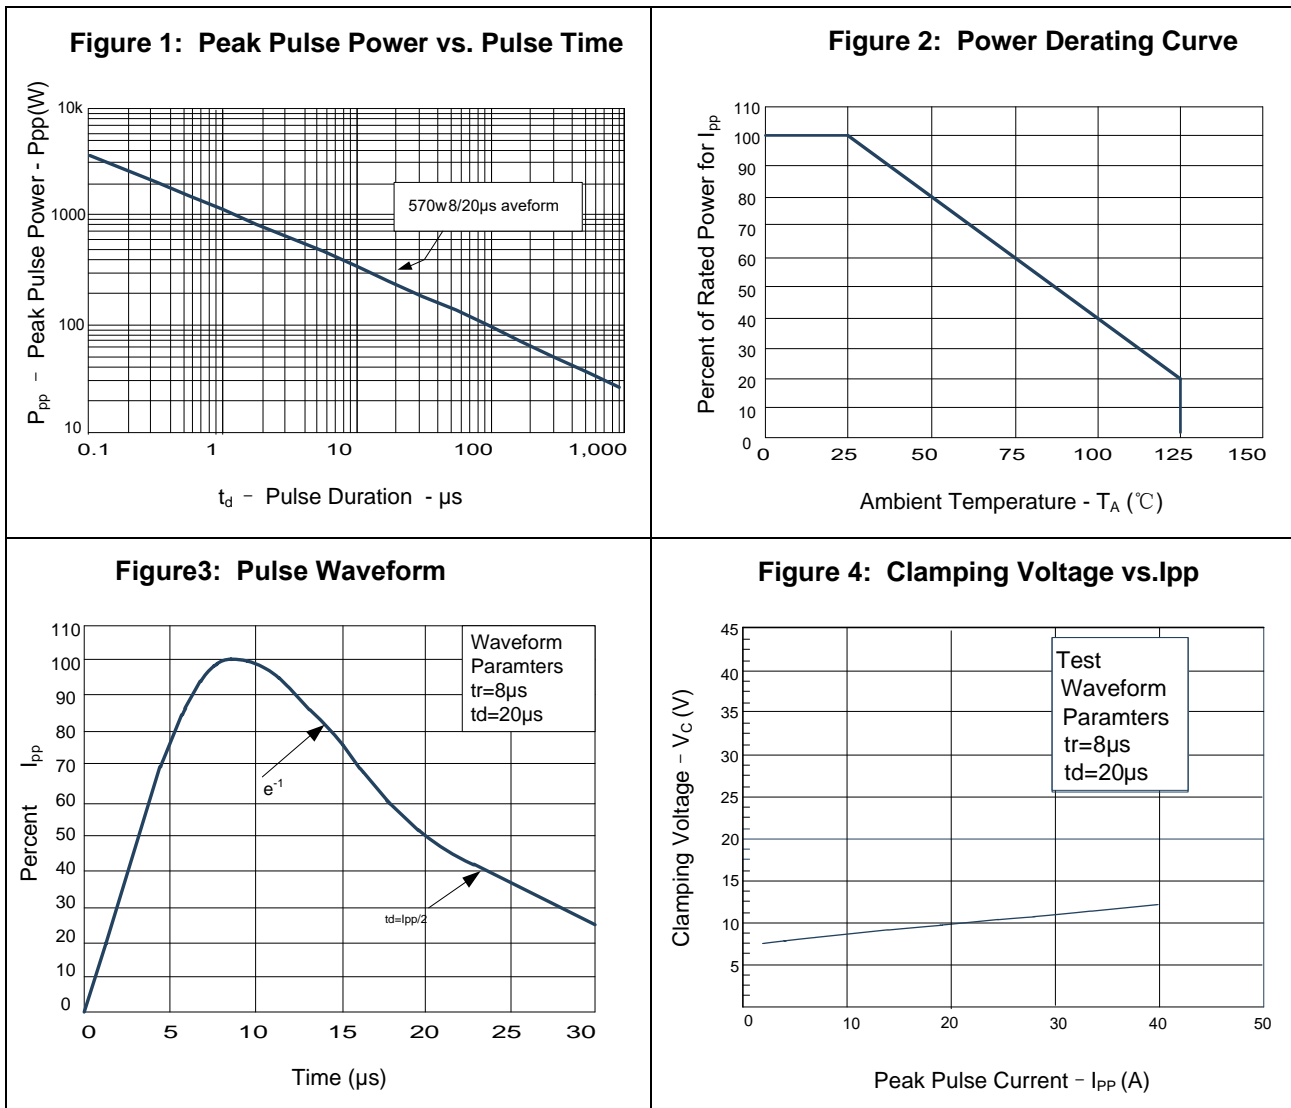 Figure 1: Peak Pulse Power vs. Pulse Time
Ppp – Peak Pulse Power - Ppp(W)
10k
1000
100
10
570w8/20µs aveform
0.1 1 10 100 1,000
td – Pulse Duration - µs
Figure 2: Power Derating Curve
Percent of Rated Power for Ipp
110
100
90
80
70
60
50
40
30
20
10
0
0 25 50 75 100 125 150
Ambient Temperature - TA (℃)
Figure3: Pulse Waveform
Percent Ipp
110
100
90
80
70
60
50
40
30
20
10
0
Waveform
Paramters
tr=8µs
td=20µs
e-1
td=Ipp/2
0 5 10 15 20 25 30
Time (µs)
Figure 4: Clamping Voltage vs.Ipp
Clamping Voltage – VC (V)
45
40
35
30
25
20
15
10
5
Test
Waveform
Paramters
tr=8µs
td=20µs
0 10 20 30 40 50
Peak Pulse Current – IPP (A)